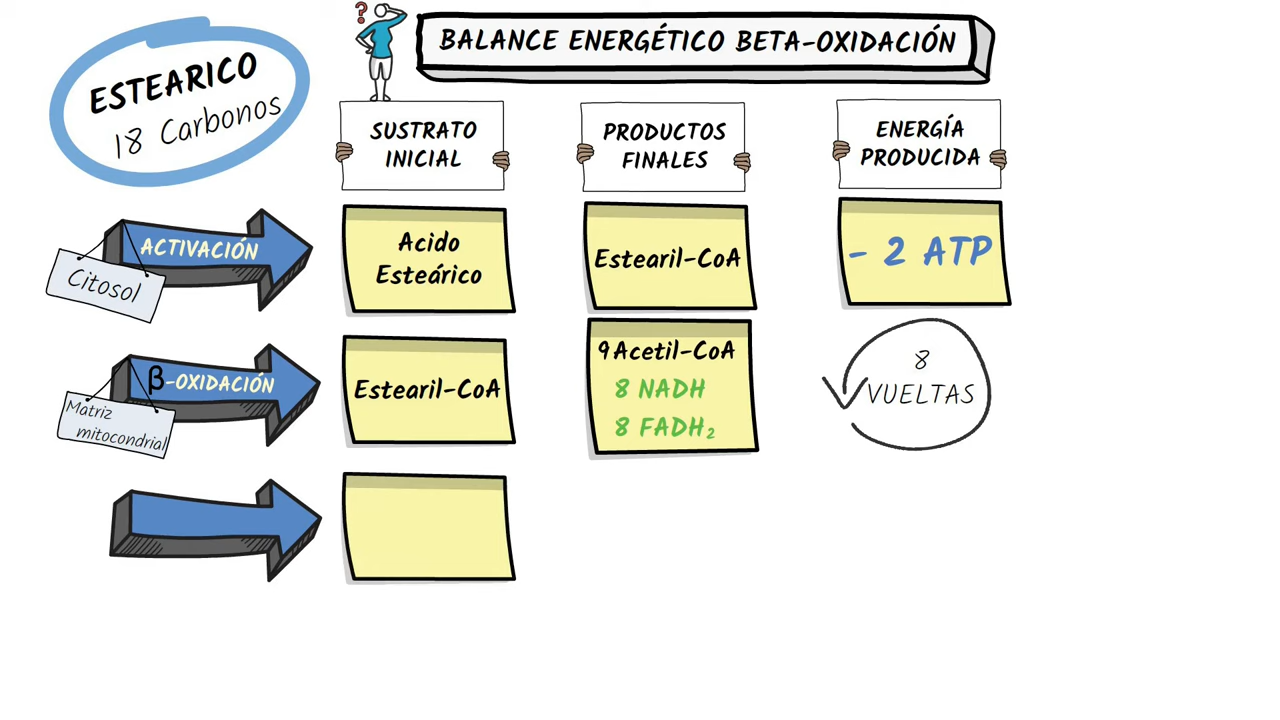 BALANCE ENERGÉTICO BETA-OXIDACIÓN
ESTEARICO
18 Carbonos
SUSTRATO
INICIAL
PRODUCTOS
FINALES
ENERGÍA
PRODUCIDA
ACTIVACIÓN
Citosol
Acido
Esteárico
Estearil-CoA
- 2 ATP
β-OXIDACIÓN
Matriz
mitocondrial
Estearil-CoA
9 Acetil-CoA
8 NADH
8 FADH₂
8
VUELTAS